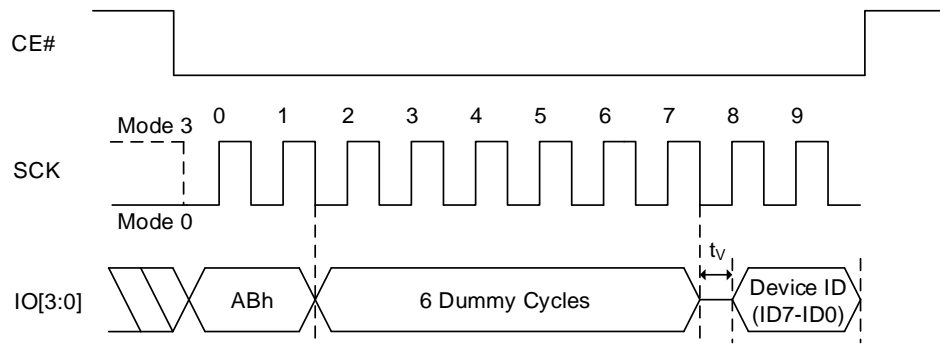 CE#
0 1 2 3 4 5 6 7 8 9
Mode 3
SCK
Mode 0
tV
IO[3:0]
ABh
6 Dummy Cycles
Device ID
(ID7-ID0)